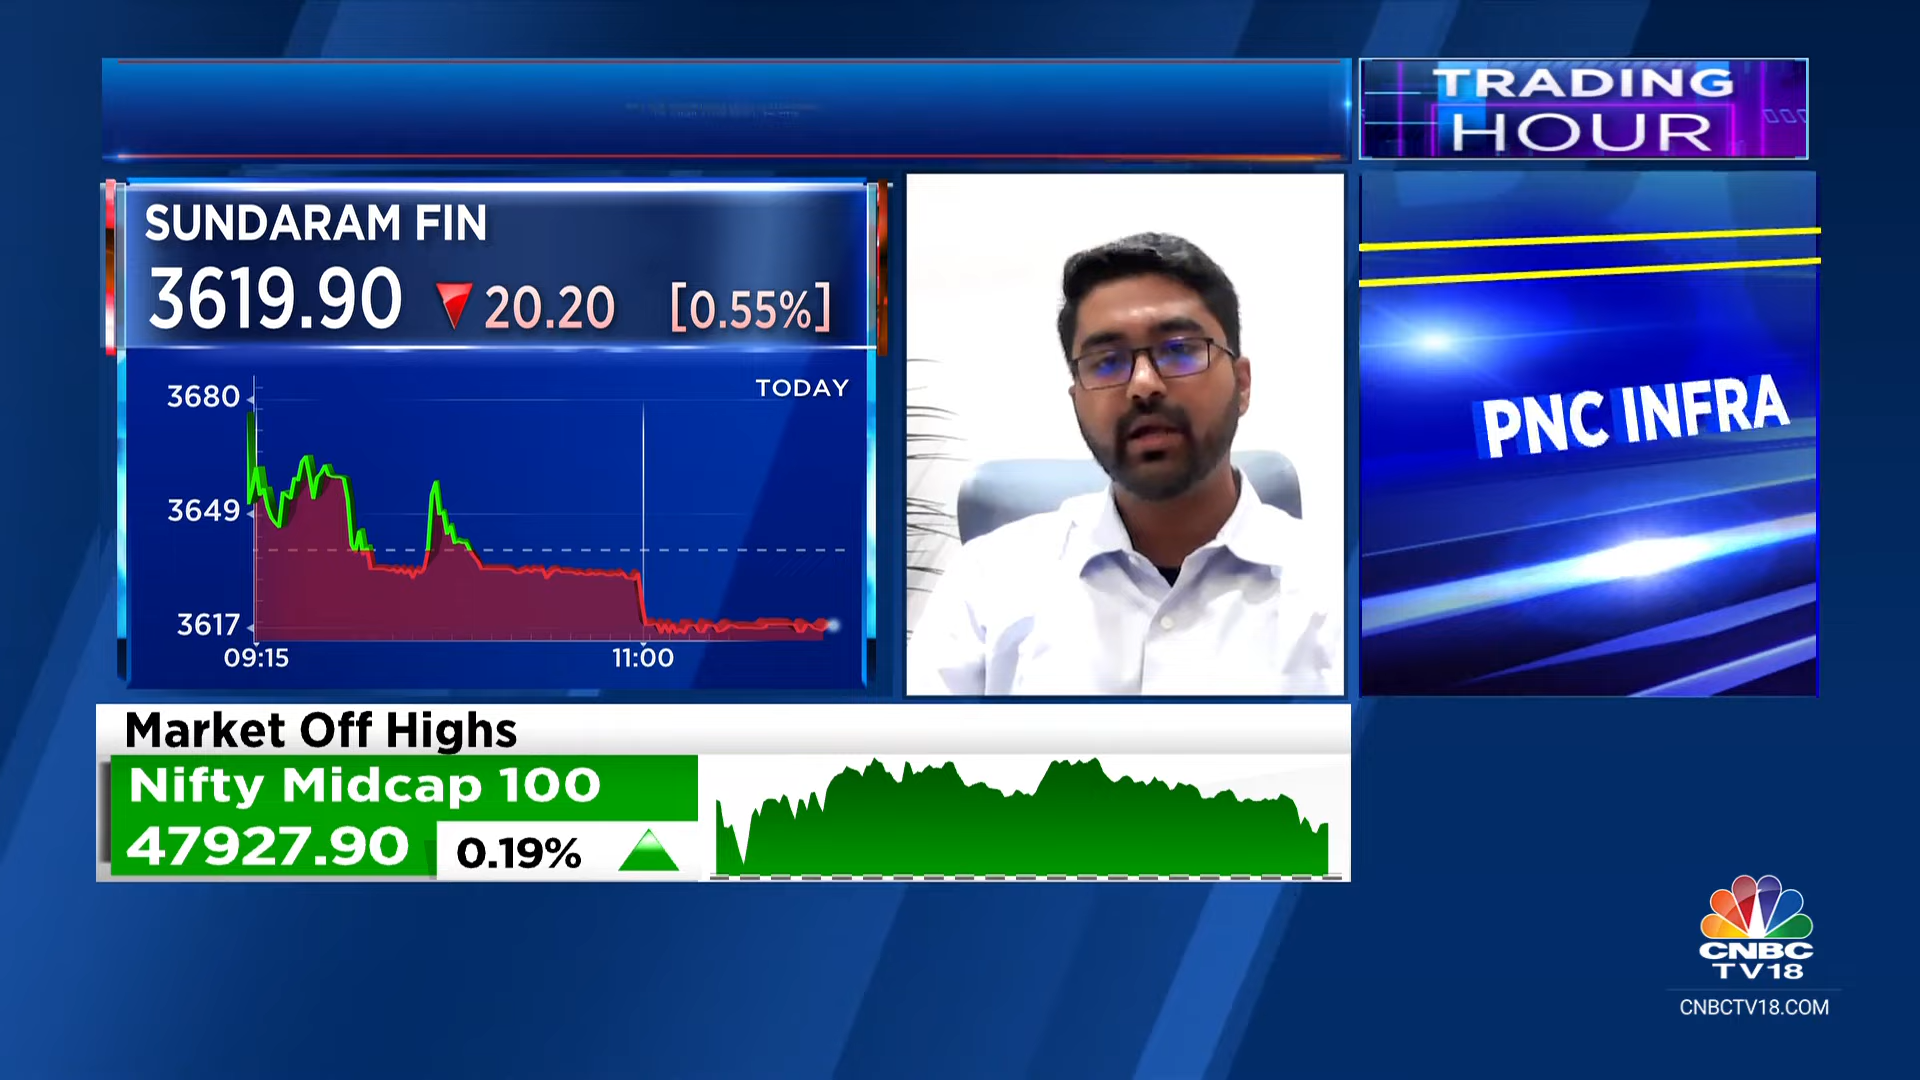 TRADING
HOUR
SUNDARAM FIN
3619.90 ▼ 20.20 [0.55%]
TODAY
3680
3649
3617
09:15 11:00
PNC INFRA
Market Off Highs
Nifty Midcap 100
47927.90 0.19%
CNBC
TV18
CNBCTV18.COM